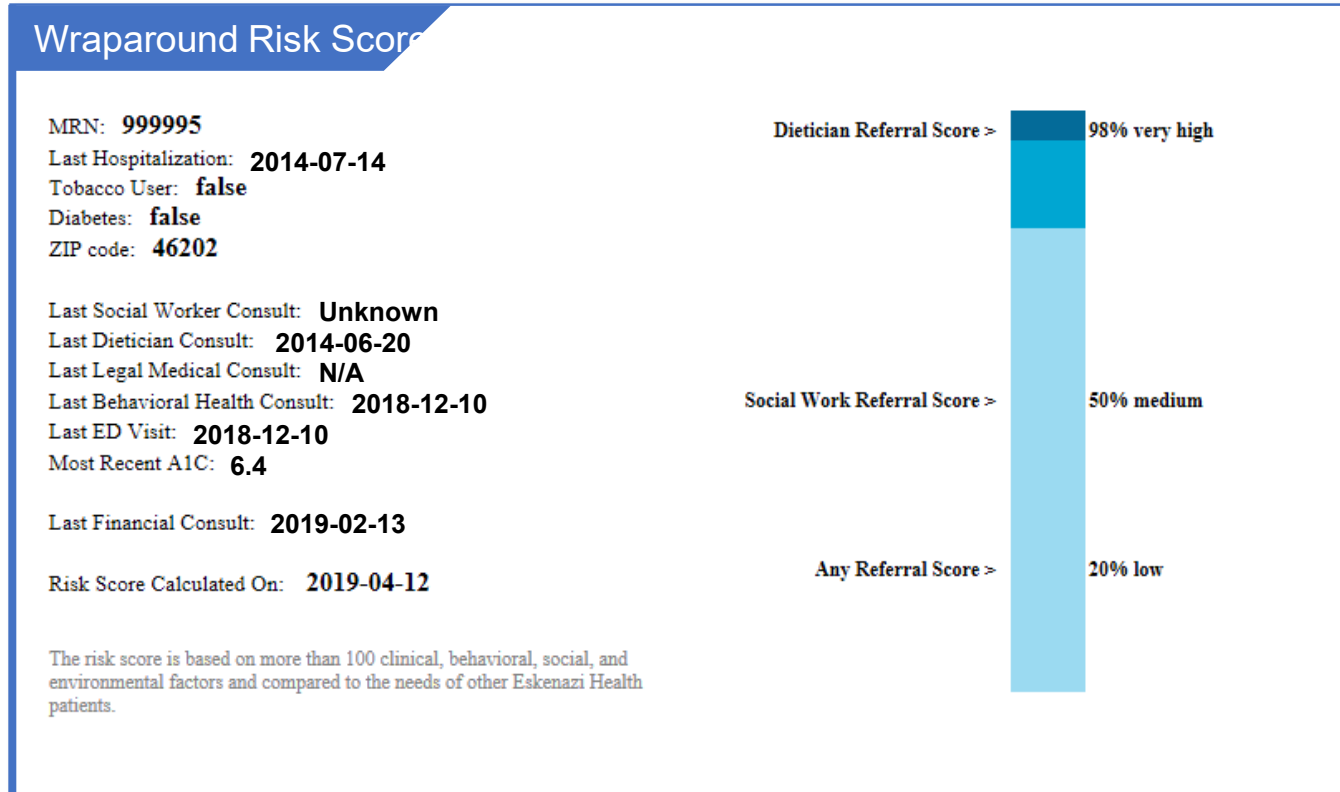 Wraparound Risk Score
MRN: 999995
Last Hospitalization: 2014-07-14
Tobacco User: false
Diabetes: false
ZIP code: 46202
Last Social Worker Consult: Unknown
Last Dietician Consult: 2014-06-20
Last Legal Medical Consult: N/A
Last Behavioral Health Consult: 2018-12-10
Last ED Visit: 2018-12-10
Most Recent A1C: 6.4
Last Financial Consult: 2019-02-13
Risk Score Calculated On: 2019-04-12
The risk score is based on more than 100 clinical, behavioral, social, and
environmental factors and compared to the needs of other Eskenazi Health
patients.
Dietician Referral Score > 98% very high
Social Work Referral Score > 50% medium
Any Referral Score > 20% low